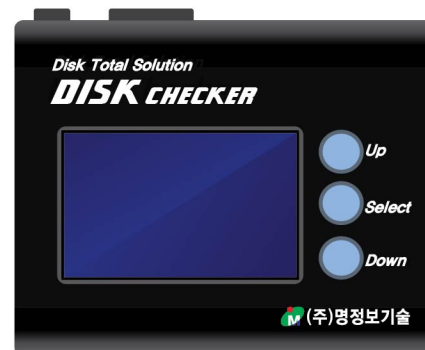 Disk Total Solution
DISK CHECKER
Up
Select
Down
M (주)명정보기술